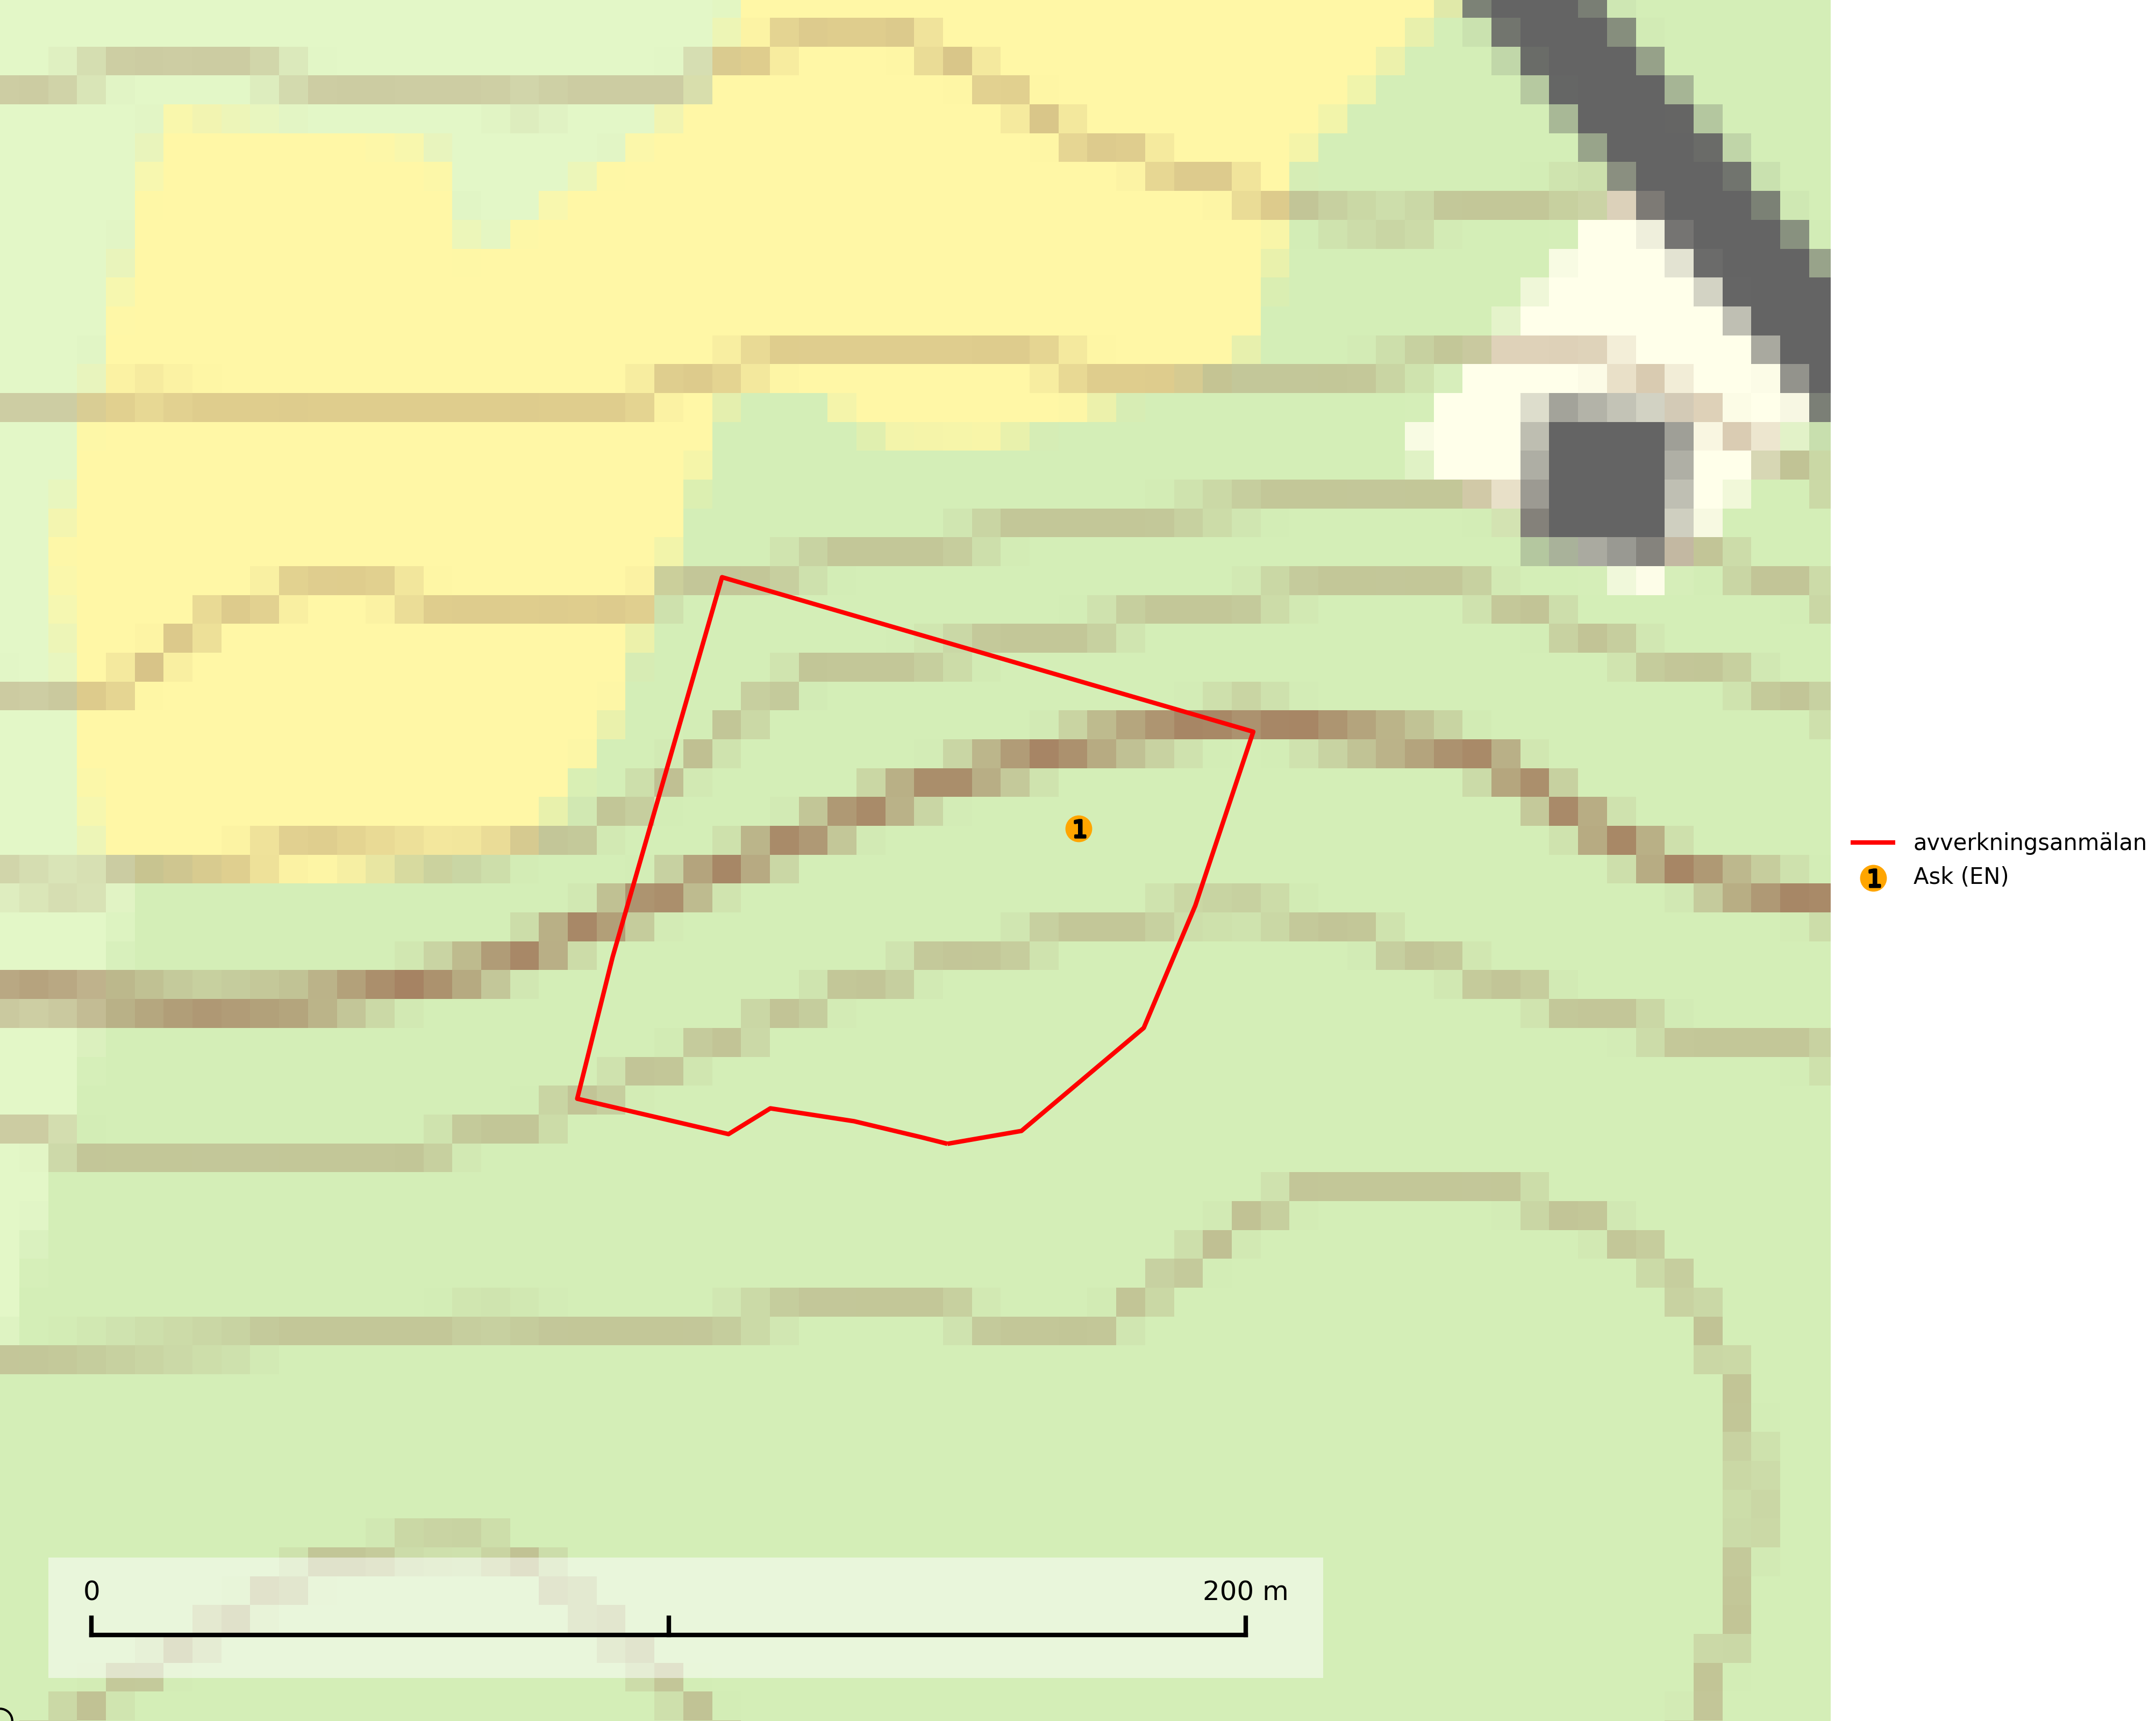 1
avverkningsanmälan
1 Ask (EN)
0 200 m